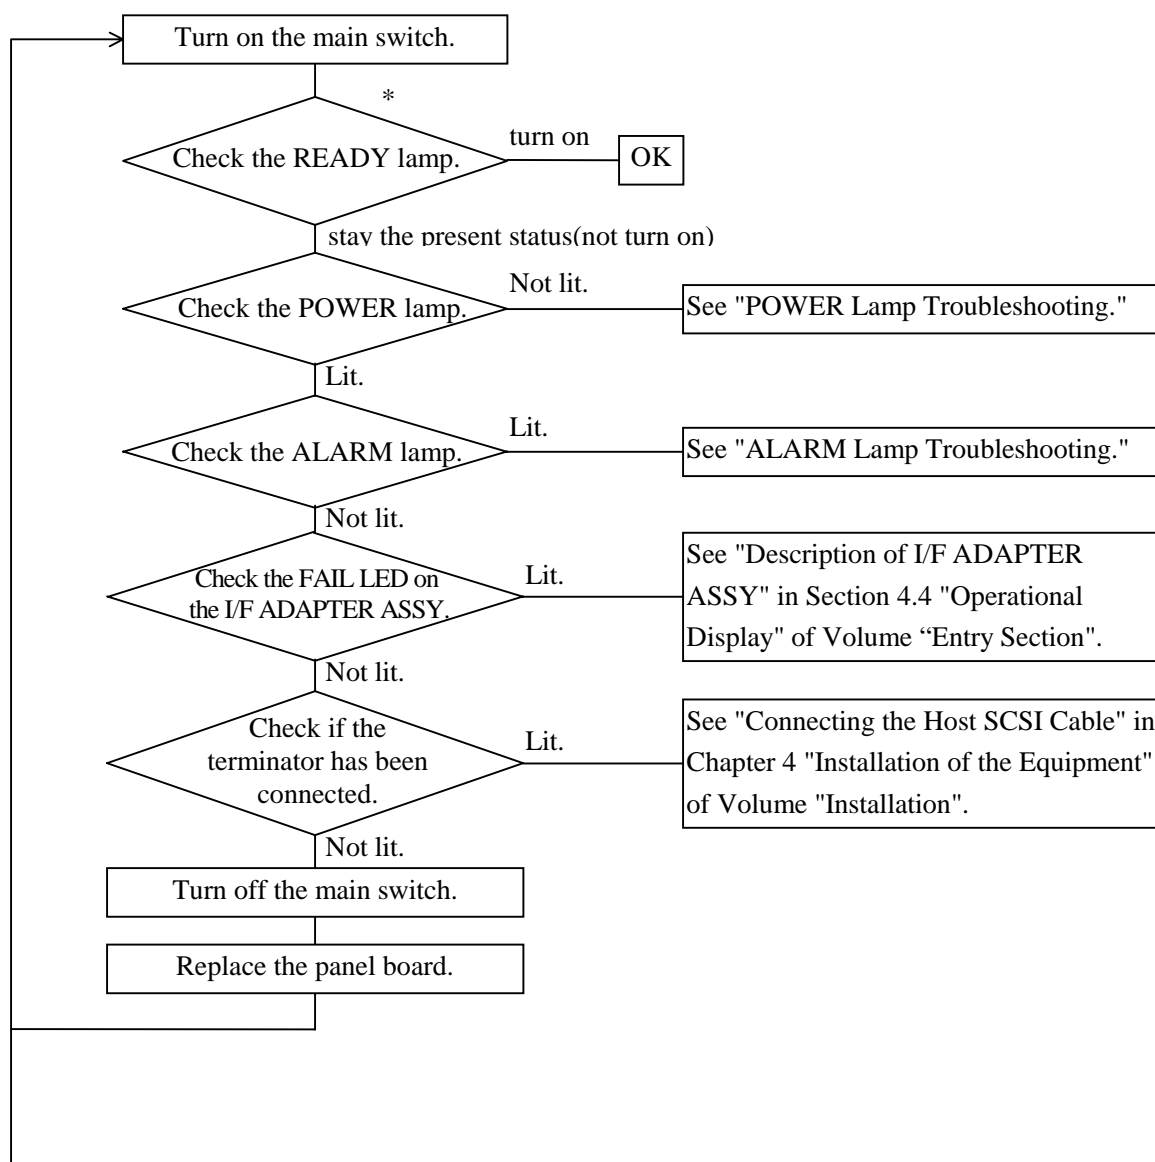 Turn on the main switch.
*
Check the READY lamp.
turn on
OK
stay the present status(not turn on)
Check the POWER lamp.
Not lit.
See "POWER Lamp Troubleshooting."
Lit.
Check the ALARM lamp.
Lit.
See "ALARM Lamp Troubleshooting."
Not lit.
Check the FAIL LED on
the I/F ADAPTER ASSY.
Lit.
See "Description of I/F ADAPTER
ASSY" in Section 4.4 "Operational
Display" of Volume “Entry Section".
Not lit.
Check if the
terminator has been
connected.
Lit.
See "Connecting the Host SCSI Cable" in
Chapter 4 "Installation of the Equipment"
of Volume "Installation".
Not lit.
Turn off the main switch.
Replace the panel board.